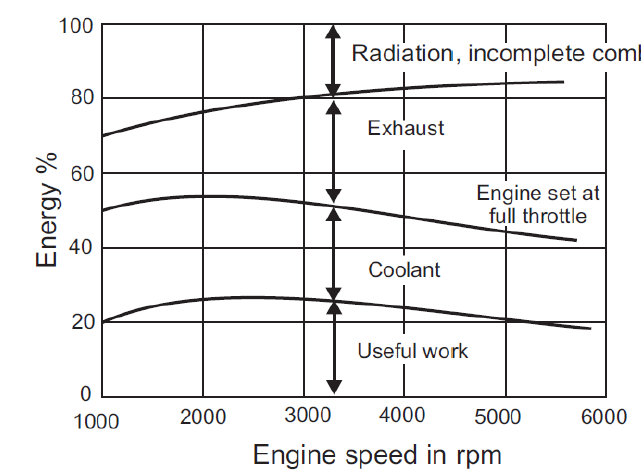 100
Radiation, incomplete coml
80
Exhaust
60
Engine set at
full throttle
40
Coolant
20
Useful work
0
1000 2000 3000 4000 5000 6000
Energy %
Engine speed in rpm